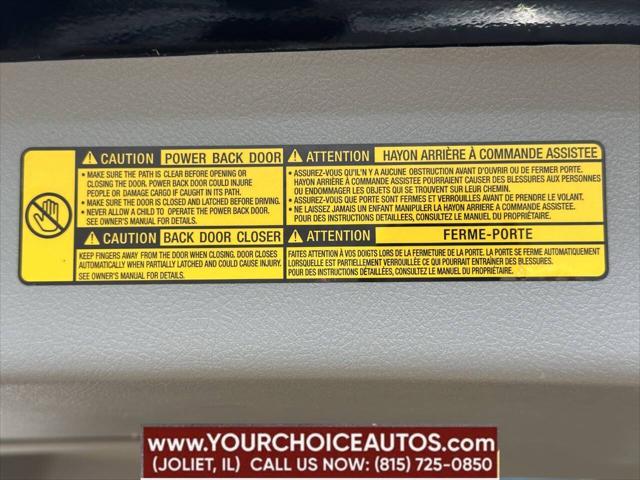 CAUTION POWER BACK DOOR
• MAKE SURE THE PATH IS CLEAR BEFORE OPENING OR
CLOSING THE DOOR. POWER BACK DOOR COULD INJURE
PEOPLE OR DAMAGE CARGO IF CAUGHT IN ITS PATH.
• MAKE SURE THE DOOR IS CLOSED AND LATCHED BEFORE DRIVING.
• NEVER ALLOW A CHILD TO OPERATE THE POWER BACK DOOR.
SEE OWNER'S MANUAL FOR DETAILS.
CAUTION BACK DOOR CLOSER
KEEP FINGERS AWAY FROM THE DOOR WHEN CLOSING. DOOR CLOSES
AUTOMATICALLY WHEN PARTIALLY LATCHED AND COULD CAUSE INJURY.
SEE OWNER'S MANUAL FOR DETAILS.
ATTENTION HAYON ARRIÈRE À COMMANDE ASSISTEE
• ASSUREZ-VOUS QU'IL N'Y A AUCUNE OBSTRUCTION AVANT D'OUVRIR OU DE FERMER PORTE.
HAYON ARRIÈRE À COMMANDE ASSISTEE POURRAIENT CAUSER DES BLESSURES AUX PERSONNES
OU ENDOMMAGER LES OBJETS QUI SE TROUVENT SUR LEUR CHEMIN.
• ASSUREZ-VOUS QUE PORTE SONT FERMES ET VERROUILLÉS AVANT DE PRENDRE LE VOLANT.
• NE LAISSEZ JAMAIS UN ENFANT MANIPULER LA HAYON ARRIERE A COMMANDE ASSISTEE.
POUR DES INSTRUCTIONS DETAILLEES, CONSULTEZ LE MANUEL DU PROPRIÉTAIRE.
ATTENTION FERME-PORTE
FAITES ATTENTION À VOS DOIGTS LORS DE LA FERMETURE DE LA PORTE. LA PORTE SE FERME AUTOMATIQUEMENT
LORSQUELLE EST PARTIELLEMENT VERROUILLÉE CE QUI POURRAIT ENTRAÎNER DES BLESSURES.
POUR DES INSTRUCTIONS DÉTAILLÉES, CONSULTEZ LE MANUEL DU PROPRIÉTAIRE.
WWW.YOURCHOICEAUTOS.COM
(JOLIET, IL) CALL US NOW: (815) 725-0850